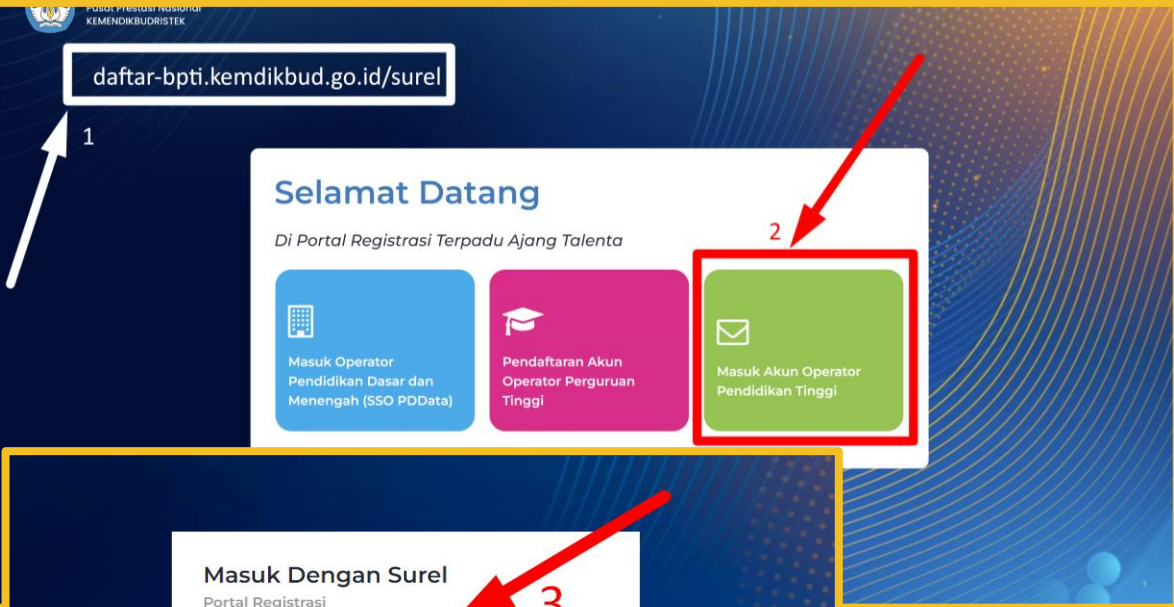 Pusat Prestasi Nasional
KEMENDIKBUDRISTEK
daftar-bpti.kemdikbud.go.id/surel
1
Selamat Datang
Di Portal Registrasi Terpadu Ajang Talenta
2
Masuk Operator
Pendidikan Dasar dan
Menengah (SSO PDData)
Pendaftaran Akun
Operator Perguruan
Tinggi
Masuk Akun Operator
Pendidikan Tinggi
Masuk Dengan Surel
Portal Registrasi
3